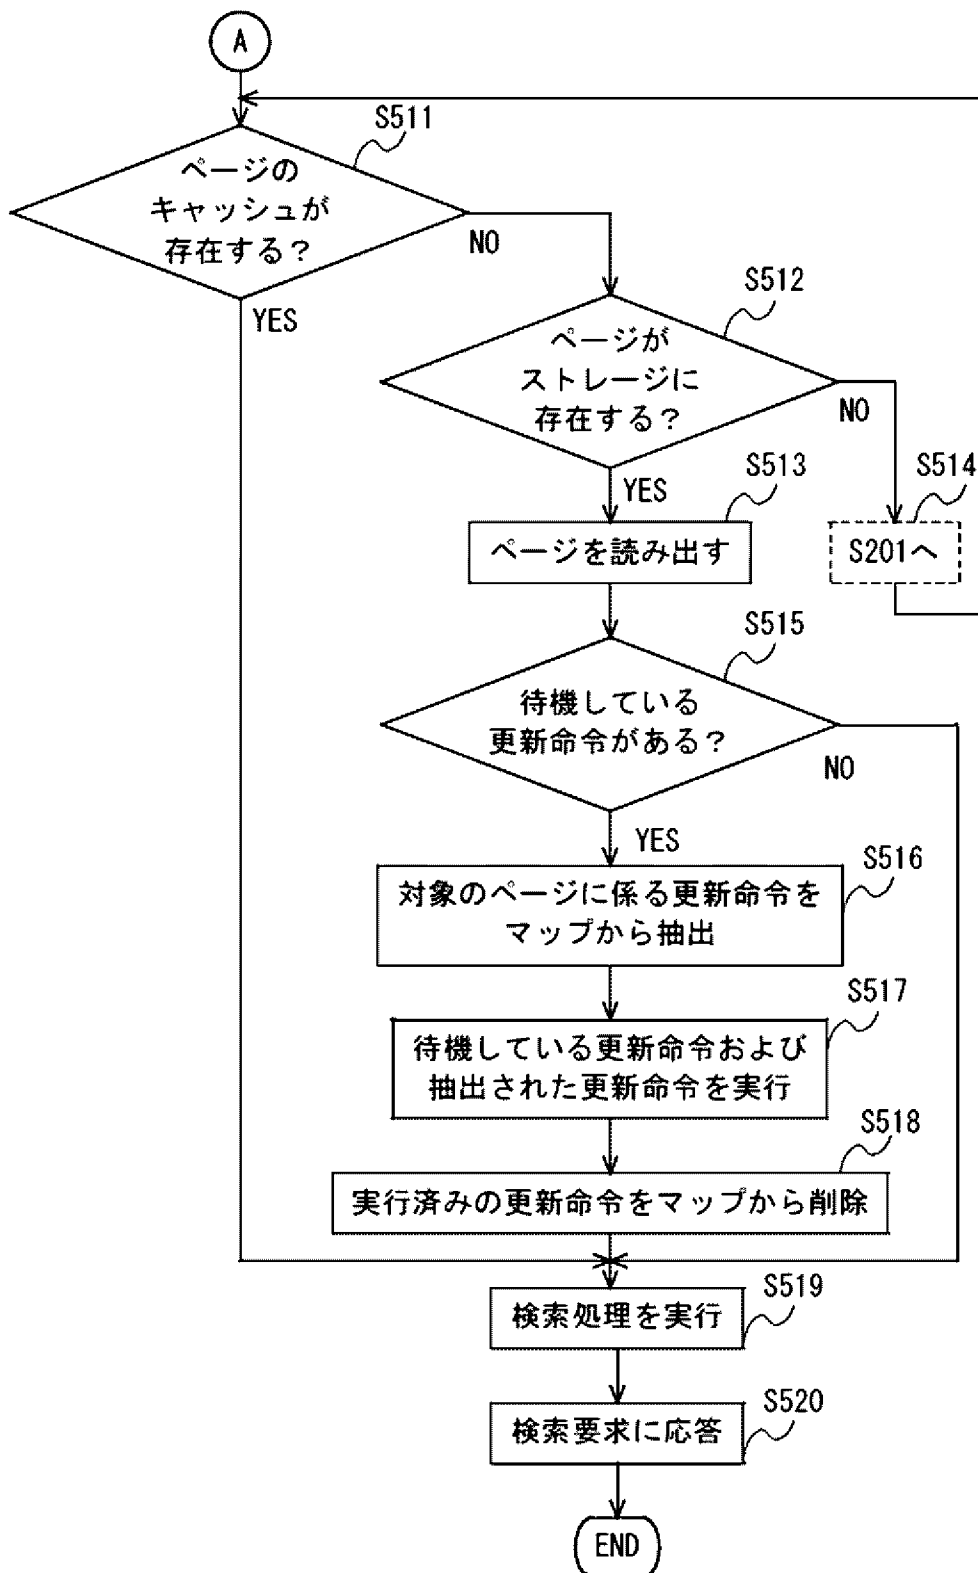 A
S511
ページの
キャッシュが
存在する？
NO
YES
S512
ページが
ストレージに
存在する？
NO
YES
S513
ページを読み出す
S514
S201へ
S515
待機している
更新命令がある？
NO
YES
S516
対象のページに係る更新命令を
マップから抽出
S517
待機している更新命令および
抽出された更新命令を実行
S518
実行済みの更新命令をマップから削除
S519
検索処理を実行
S520
検索要求に応答
END